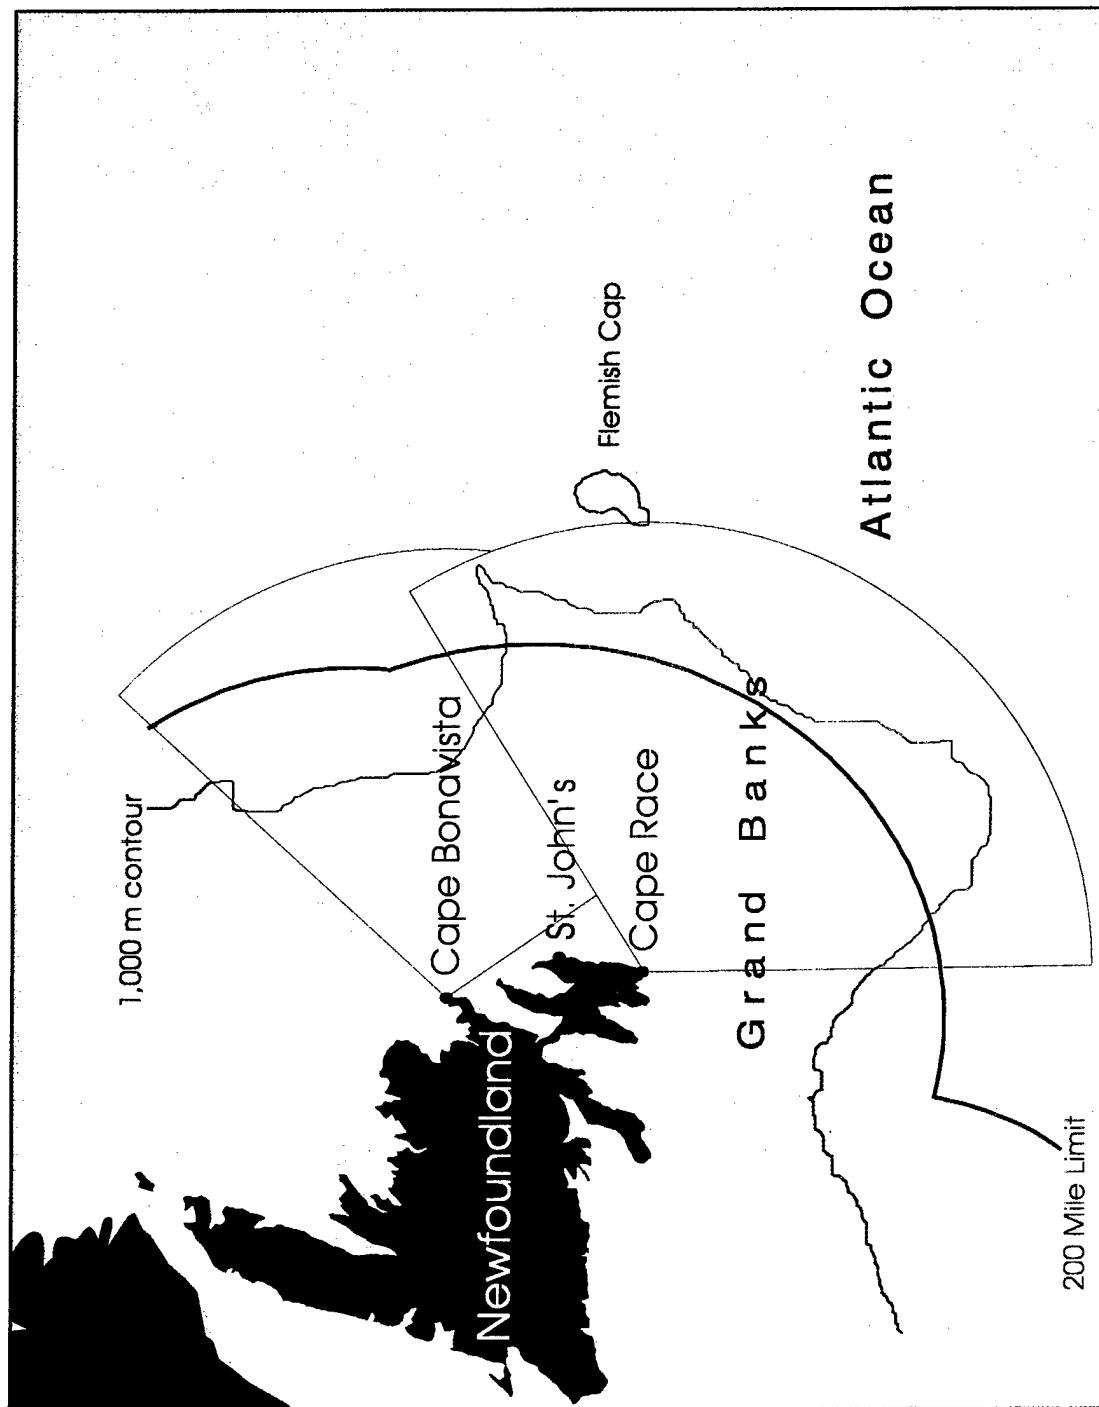 1,000 m contour
Cape Bonavista
Newfoundland
St. John's
Cape Race
Flemish Cap
Grand Banks
Atlantic Ocean
200 Mile Limit